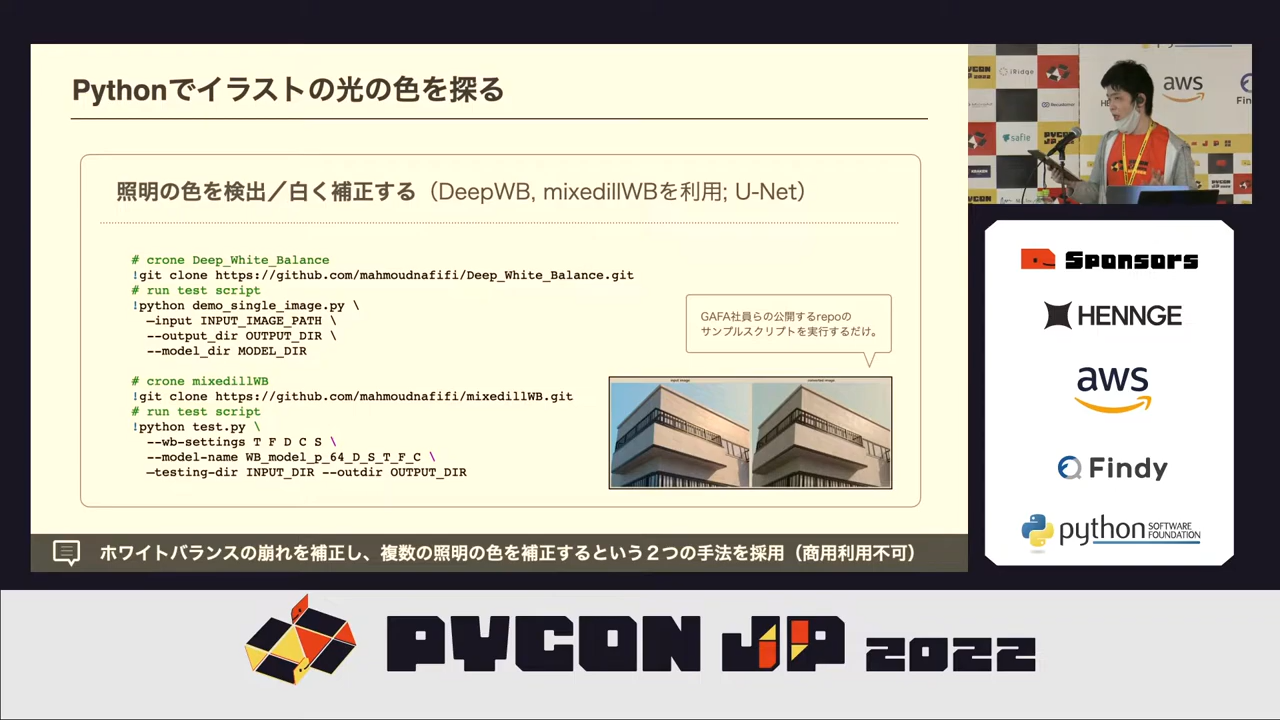 Pythonでイラストの光の色を探る
照明の色を検出／白く補正する（DeepWB, mixedillWBを利用; U-Net）
# crone Deep_White_Balance
!git clone https://github.com/mahmoudnafifi/Deep_White_Balance.git
# run test script
!python demo_single_image.py \
—input INPUT_IMAGE_PATH \
--output_dir OUTPUT_DIR \
--model_dir MODEL_DIR
# crone mixedillWB
!git clone https://github.com/mahmoudnafifi/mixedillWB.git
# run test script
!python test.py \
--wb-settings T F D C S \
--model-name WB_model_p_64_D_S_T_F_C \
—testing-dir INPUT_DIR --outdir OUTPUT_DIR
GAFA社員らの公開するrepoの
サンプルスクリプトを実行するだけ。
input image
ホワイトバランスの崩れを補正し、複数の照明の色を補正するという２つの手法を採用（商用利用不可）
iRidge
aws
safie
Sponsors
HENNGE
aws
Findy
python SOFTWARE
FOUNDATION
PYCON JP 2022